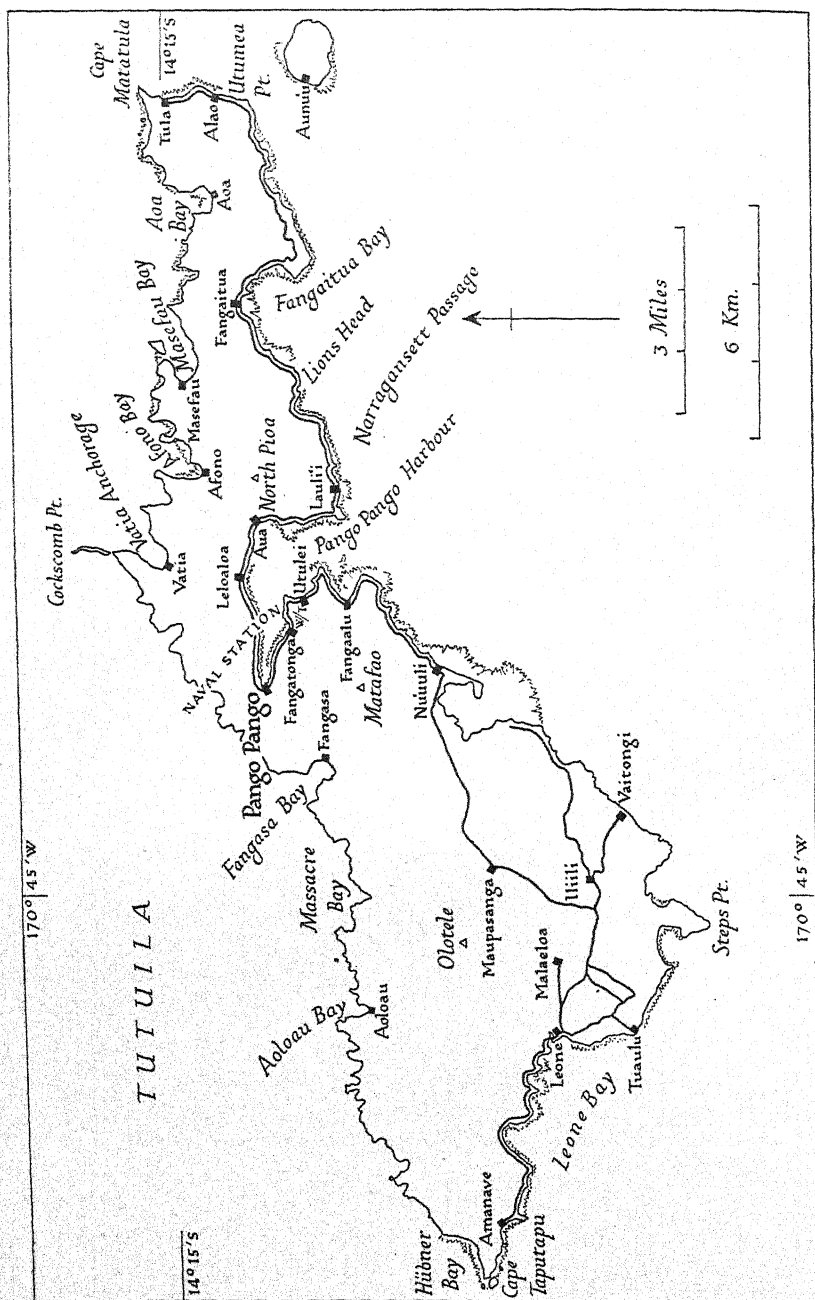 170° 45´W
TUTUILA
14°15´S
Cape
Matatula
14°15´S
Tula
Alao
Utumea
Pt.
Aunuu
Aoa
Bay
Aoa
Masefau Bay
Masefau
Afono
Bay
Afono
Vatia Anchorage
Vatia
Cockscomb Pt.
Fangaitua
Fangaitua Bay
Lions Head
Narragansett Passage
North Pioa
Lauli'i
Pango Pango Harbour
Aua
Leloaloa
NAVAL STATION
Utulei
W T
Fangatonga
Fangaalu
Pango Pango
Matafao
Fangasa
Fangasa Bay
Massacre
Bay
Nuuuli
Aoloau Bay
Aoloau
Olotele
Maupasanga
Iliili
Vaitongi
Malaeloa
Steps Pt.
Leone
Tuaulu
Leone Bay
Hübner
Bay
Amanave
Cape
Taputapu
3 Miles
6 Km.
170° 45´W